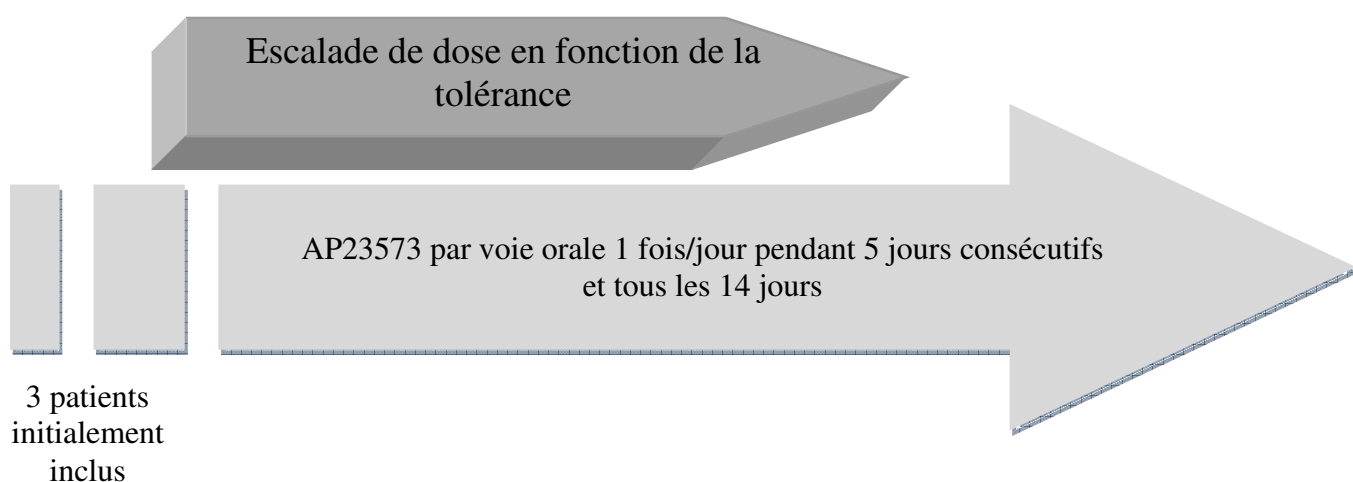 Escalade de dose en fonction de la
tolérance
AP23573 par voie orale 1 fois/jour pendant 5 jours consécutifs
et tous les 14 jours
3 patients
initialement
inclus